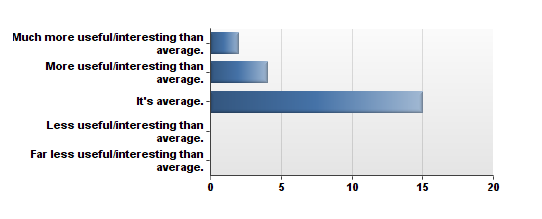 Much more useful/interesting than
average.
More useful/interesting than
average.
It's average.
Less useful/interesting than
average.
Far less useful/interesting than
average.
0 5 10 15 20